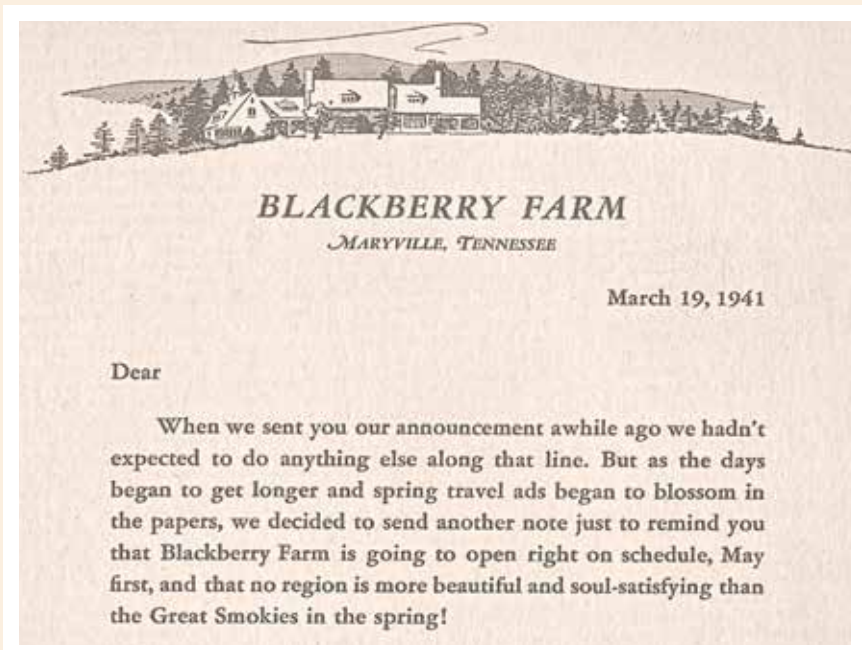 BLACKBERRY FARM
MARYVILLE, TENNESSEE
March 19, 1941
Dear
When we sent you our announcement awhile ago we hadn't
expected to do anything else along that line. But as the days
began to get longer and spring travel ads began to blossom in
the papers, we decided to send another note just to remind you
that Blackberry Farm is going to open right on schedule, May
first, and that no region is more beautiful and soul-satisfying than
the Great Smokies in the spring!